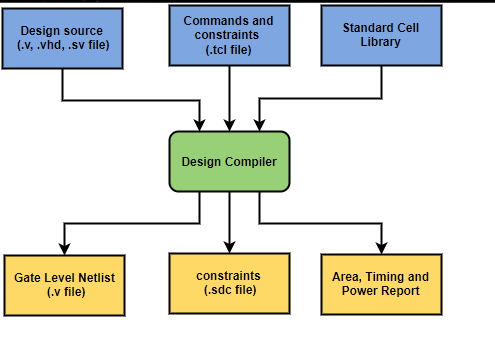 Design source
(.v, .vhd, .sv file)
Commands and
constraints
(.tcl file)
Standard Cell
Library
Design Compiler
Gate Level Netlist
(.v file)
constraints
(.sdc file)
Area, Timing and
Power Report